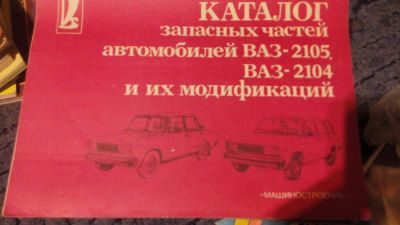 КАТАЛОГ
запасных частей
автомобилей ВАЗ-2105,
ВАЗ-2104
и их модификаций
«МАШИНОСТРОЕНИЕ»